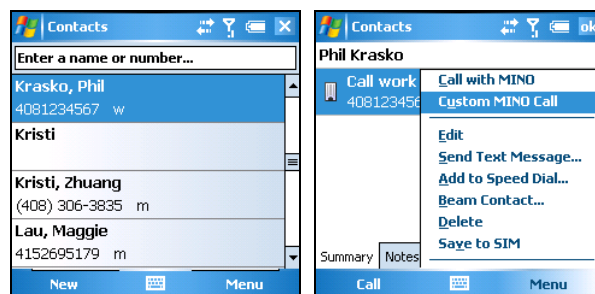 Contacts
Enter a name or number...
Krasko, Phil
4081234567 w
Kristi
Kristi, Zhuang
(408) 306-3835 m
Lau, Maggie
4152695179 m
New Menu
Contacts ok
Phil Krasko
Call work
408123456
Call with MINO
Custom MINO Call
Edit
Send Text Message...
Add to Speed Dial...
Beam Contact...
Delete
Save to SIM
Summary Notes
Call Menu